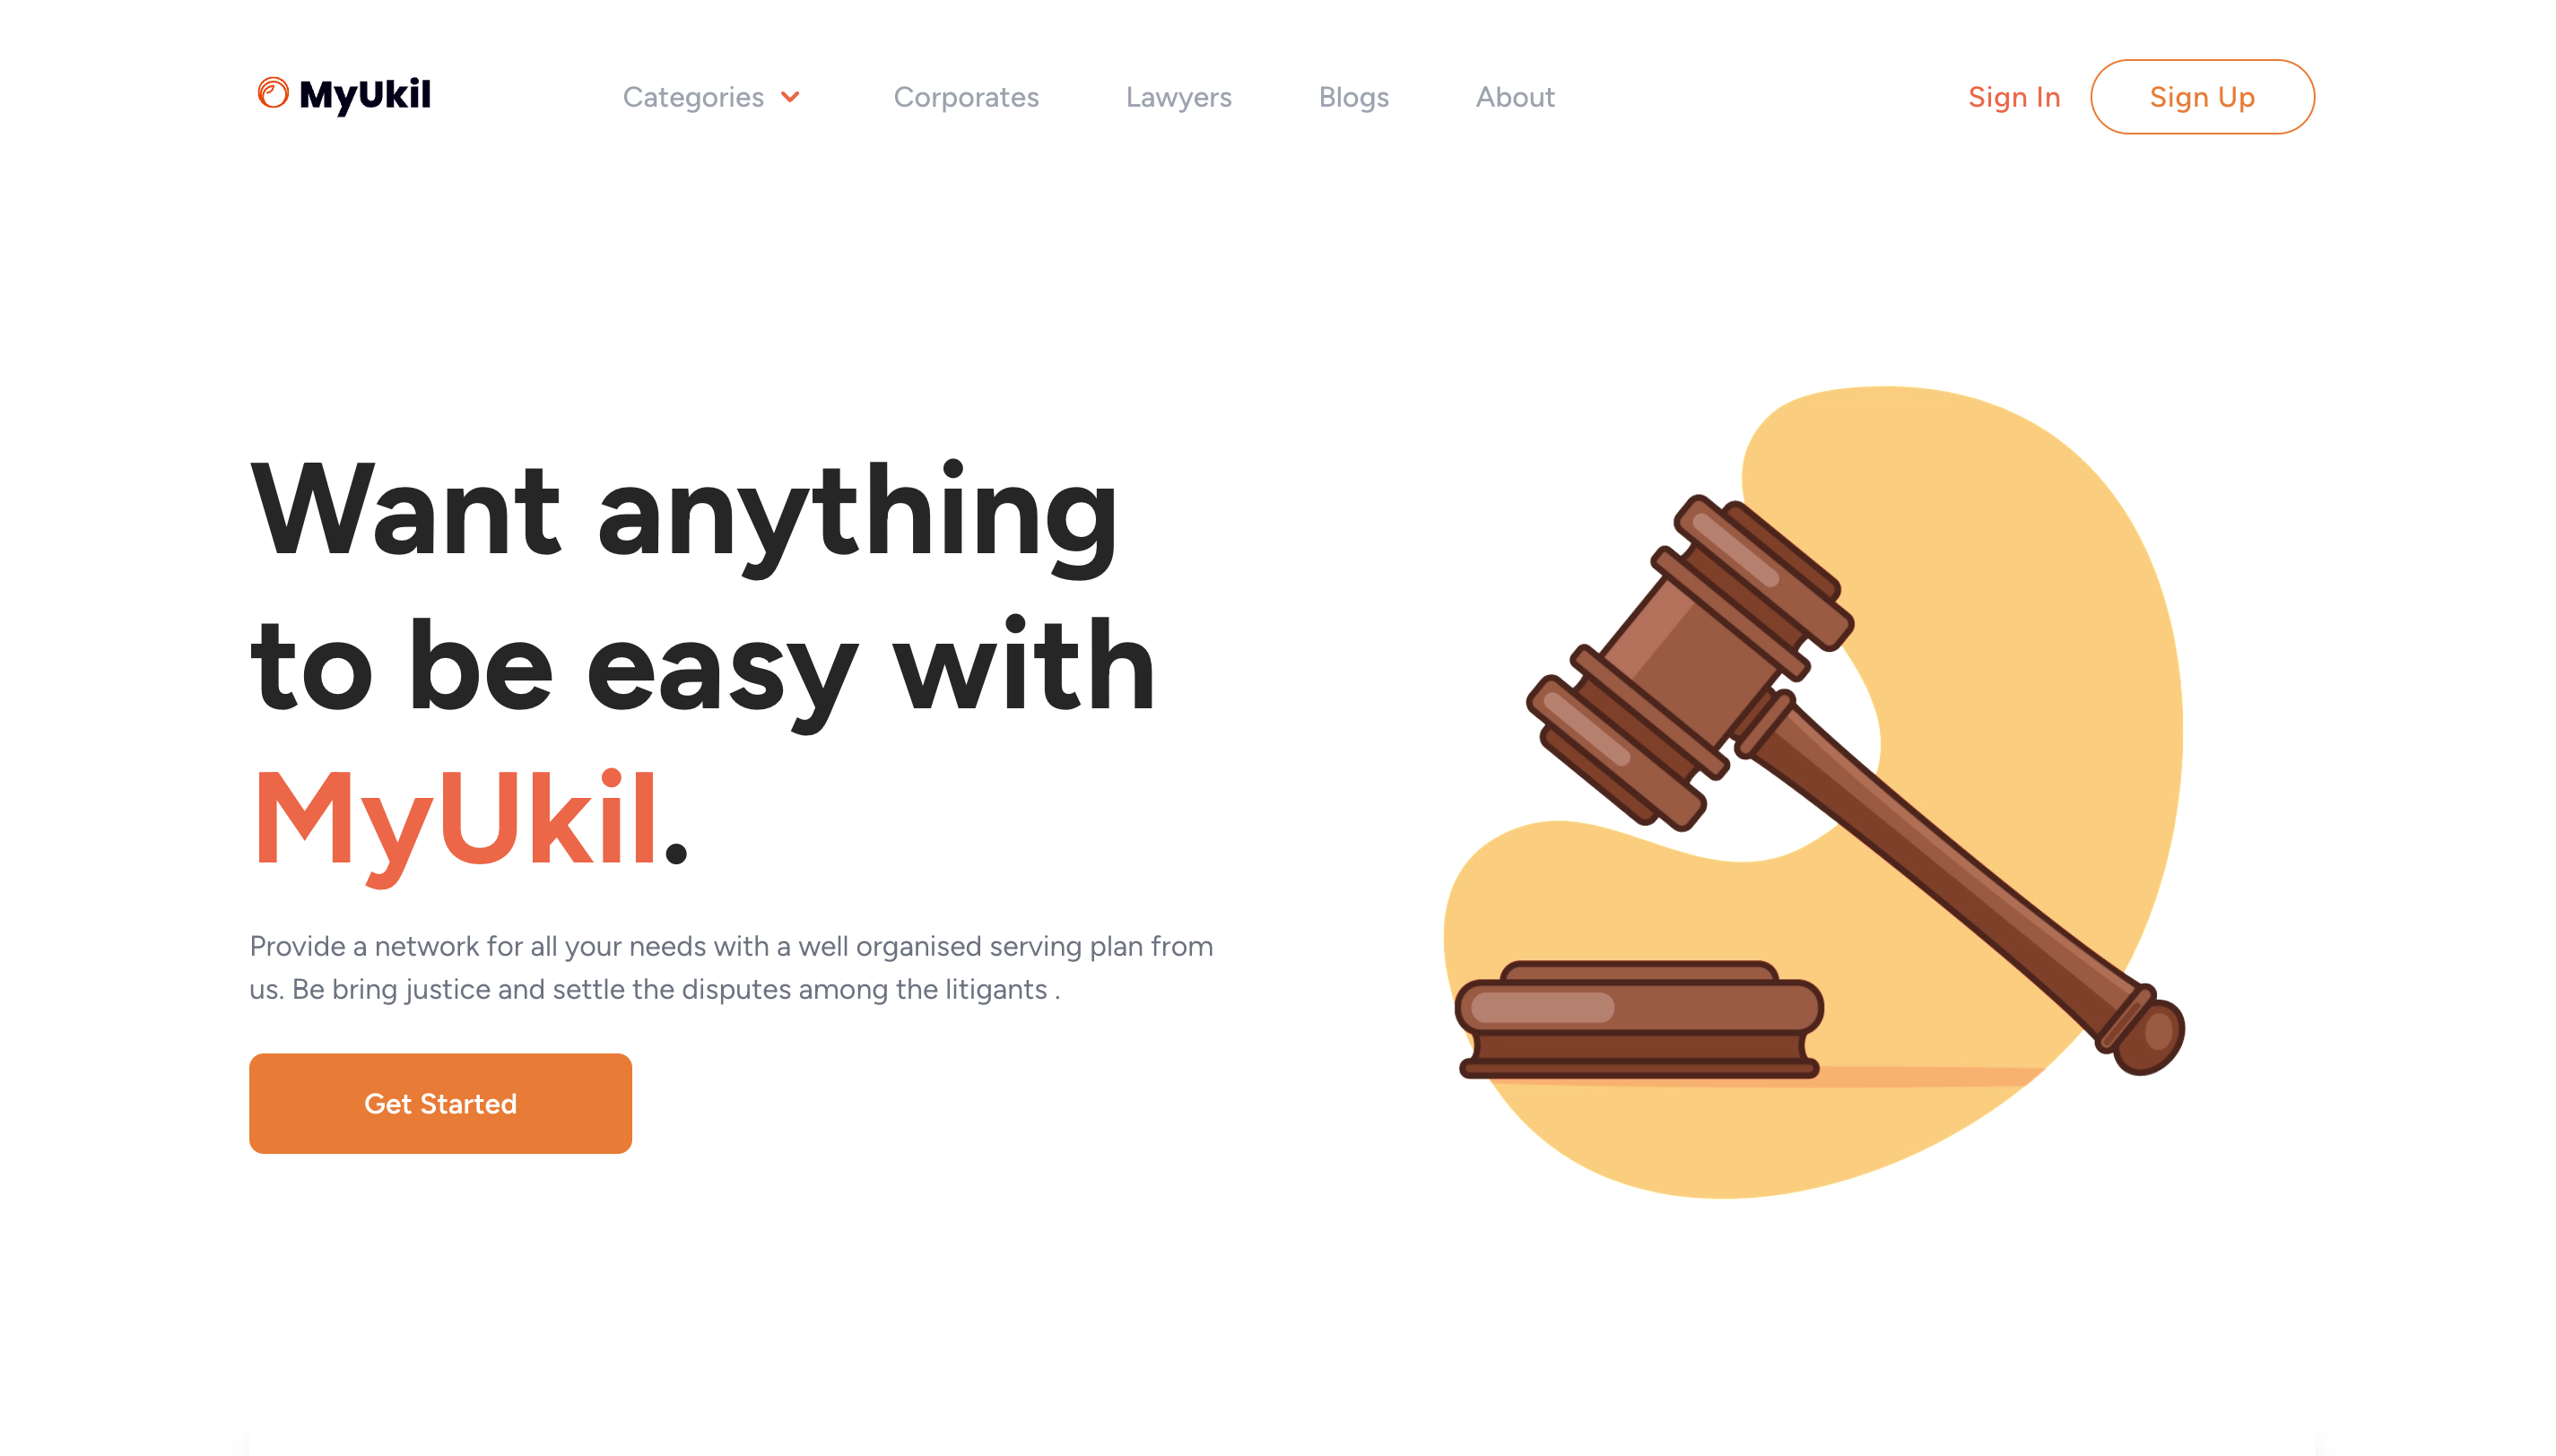 MyUkil
Categories
Corporates
Lawyers
Blogs
About
Sign In
Sign Up
Want anything
to be easy with
MyUkil.
Provide a network for all your needs with a well organised serving plan from
us. Be bring justice and settle the disputes among the litigants .
Get Started